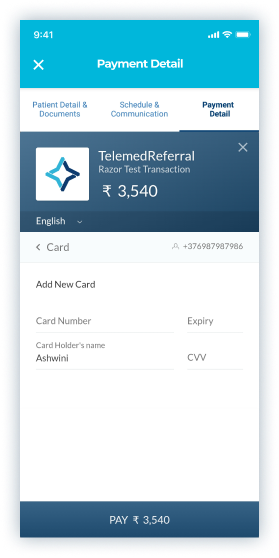 9:41
Payment Detail
Patient Detail &
Documents
Schedule &
Communication
Payment
Detail
TelemedReferral
Razor Test Transaction
₹ 3,540
English
Card
+376987987986
Add New Card
Card Number
Expiry
Card Holder's name
Ashwini
CVV
PAY ₹ 3,540